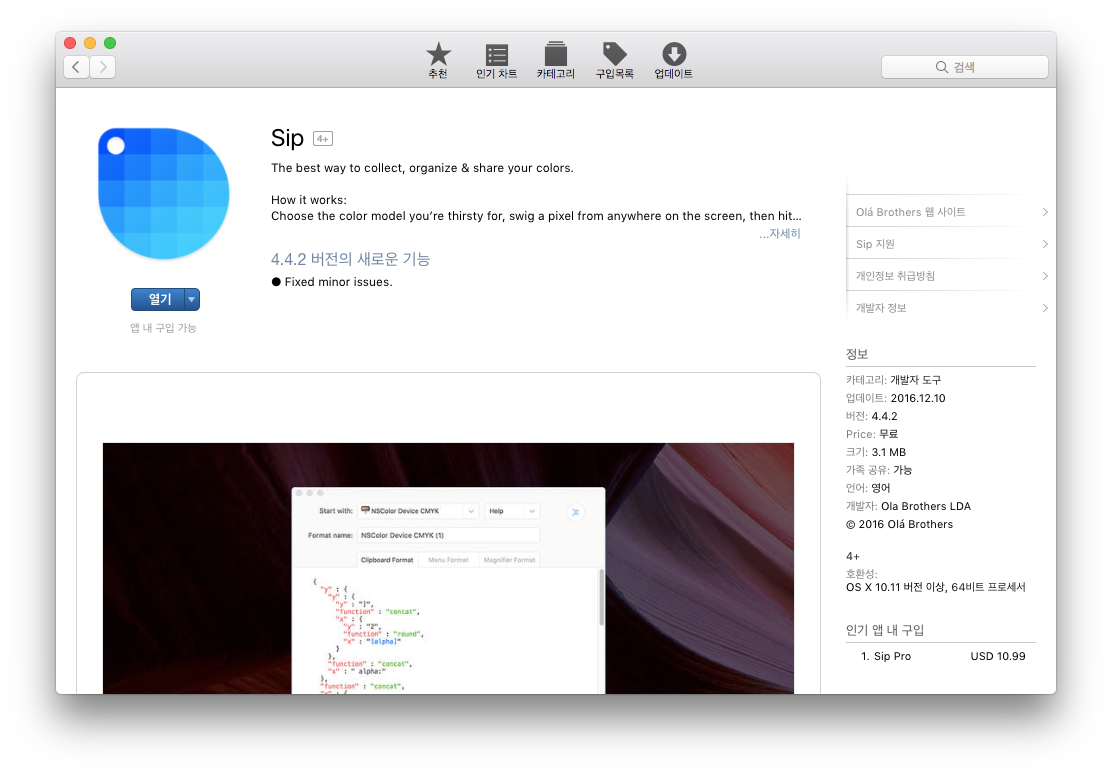 추천
인기 차트
카테고리
구입목록
업데이트
검색
Sip 4+
The best way to collect, organize & share your colors.
How it works:
Choose the color model you’re thirsty for, swig a pixel from anywhere on the screen, then hit...
...자세히
4.4.2 버전의 새로운 기능
● Fixed minor issues.
열기
앱 내 구입 가능
Olá Brothers 웹 사이트
Sip 지원
개인정보 취급방침
개발자 정보
정보
카테고리: 개발자 도구
업데이트: 2016.12.10
버전: 4.4.2
Price: 무료
크기: 3.1 MB
가족 공유: 가능
언어: 영어
개발자: Ola Brothers LDA
© 2016 Olá Brothers
4+
호환성:
OS X 10.11 버전 이상, 64비트 프로세서
인기 앱 내 구입
1. Sip Pro USD 10.99
Start with: NSColor Device CMYK Help
Format name: NSColor Device CMYK (1)
Clipboard Format Menu Format Magnifier Format
{
"y" : {
"y" : {
"y" : "]",
"function" : "concat",
"x" : {
"y" : "2",
"function" : "round",
"x" : "[alpha]"
}
},
"function" : "concat",
"x" : " alpha:"
},
"function" : "concat",